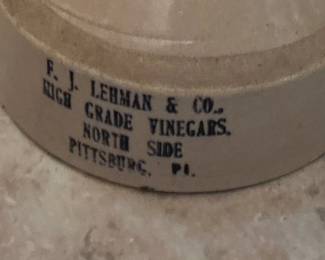 F. J. LEHMAN & CO.,
HIGH GRADE VINEGARS.
NORTH SIDE
PITTSBURG, PA.